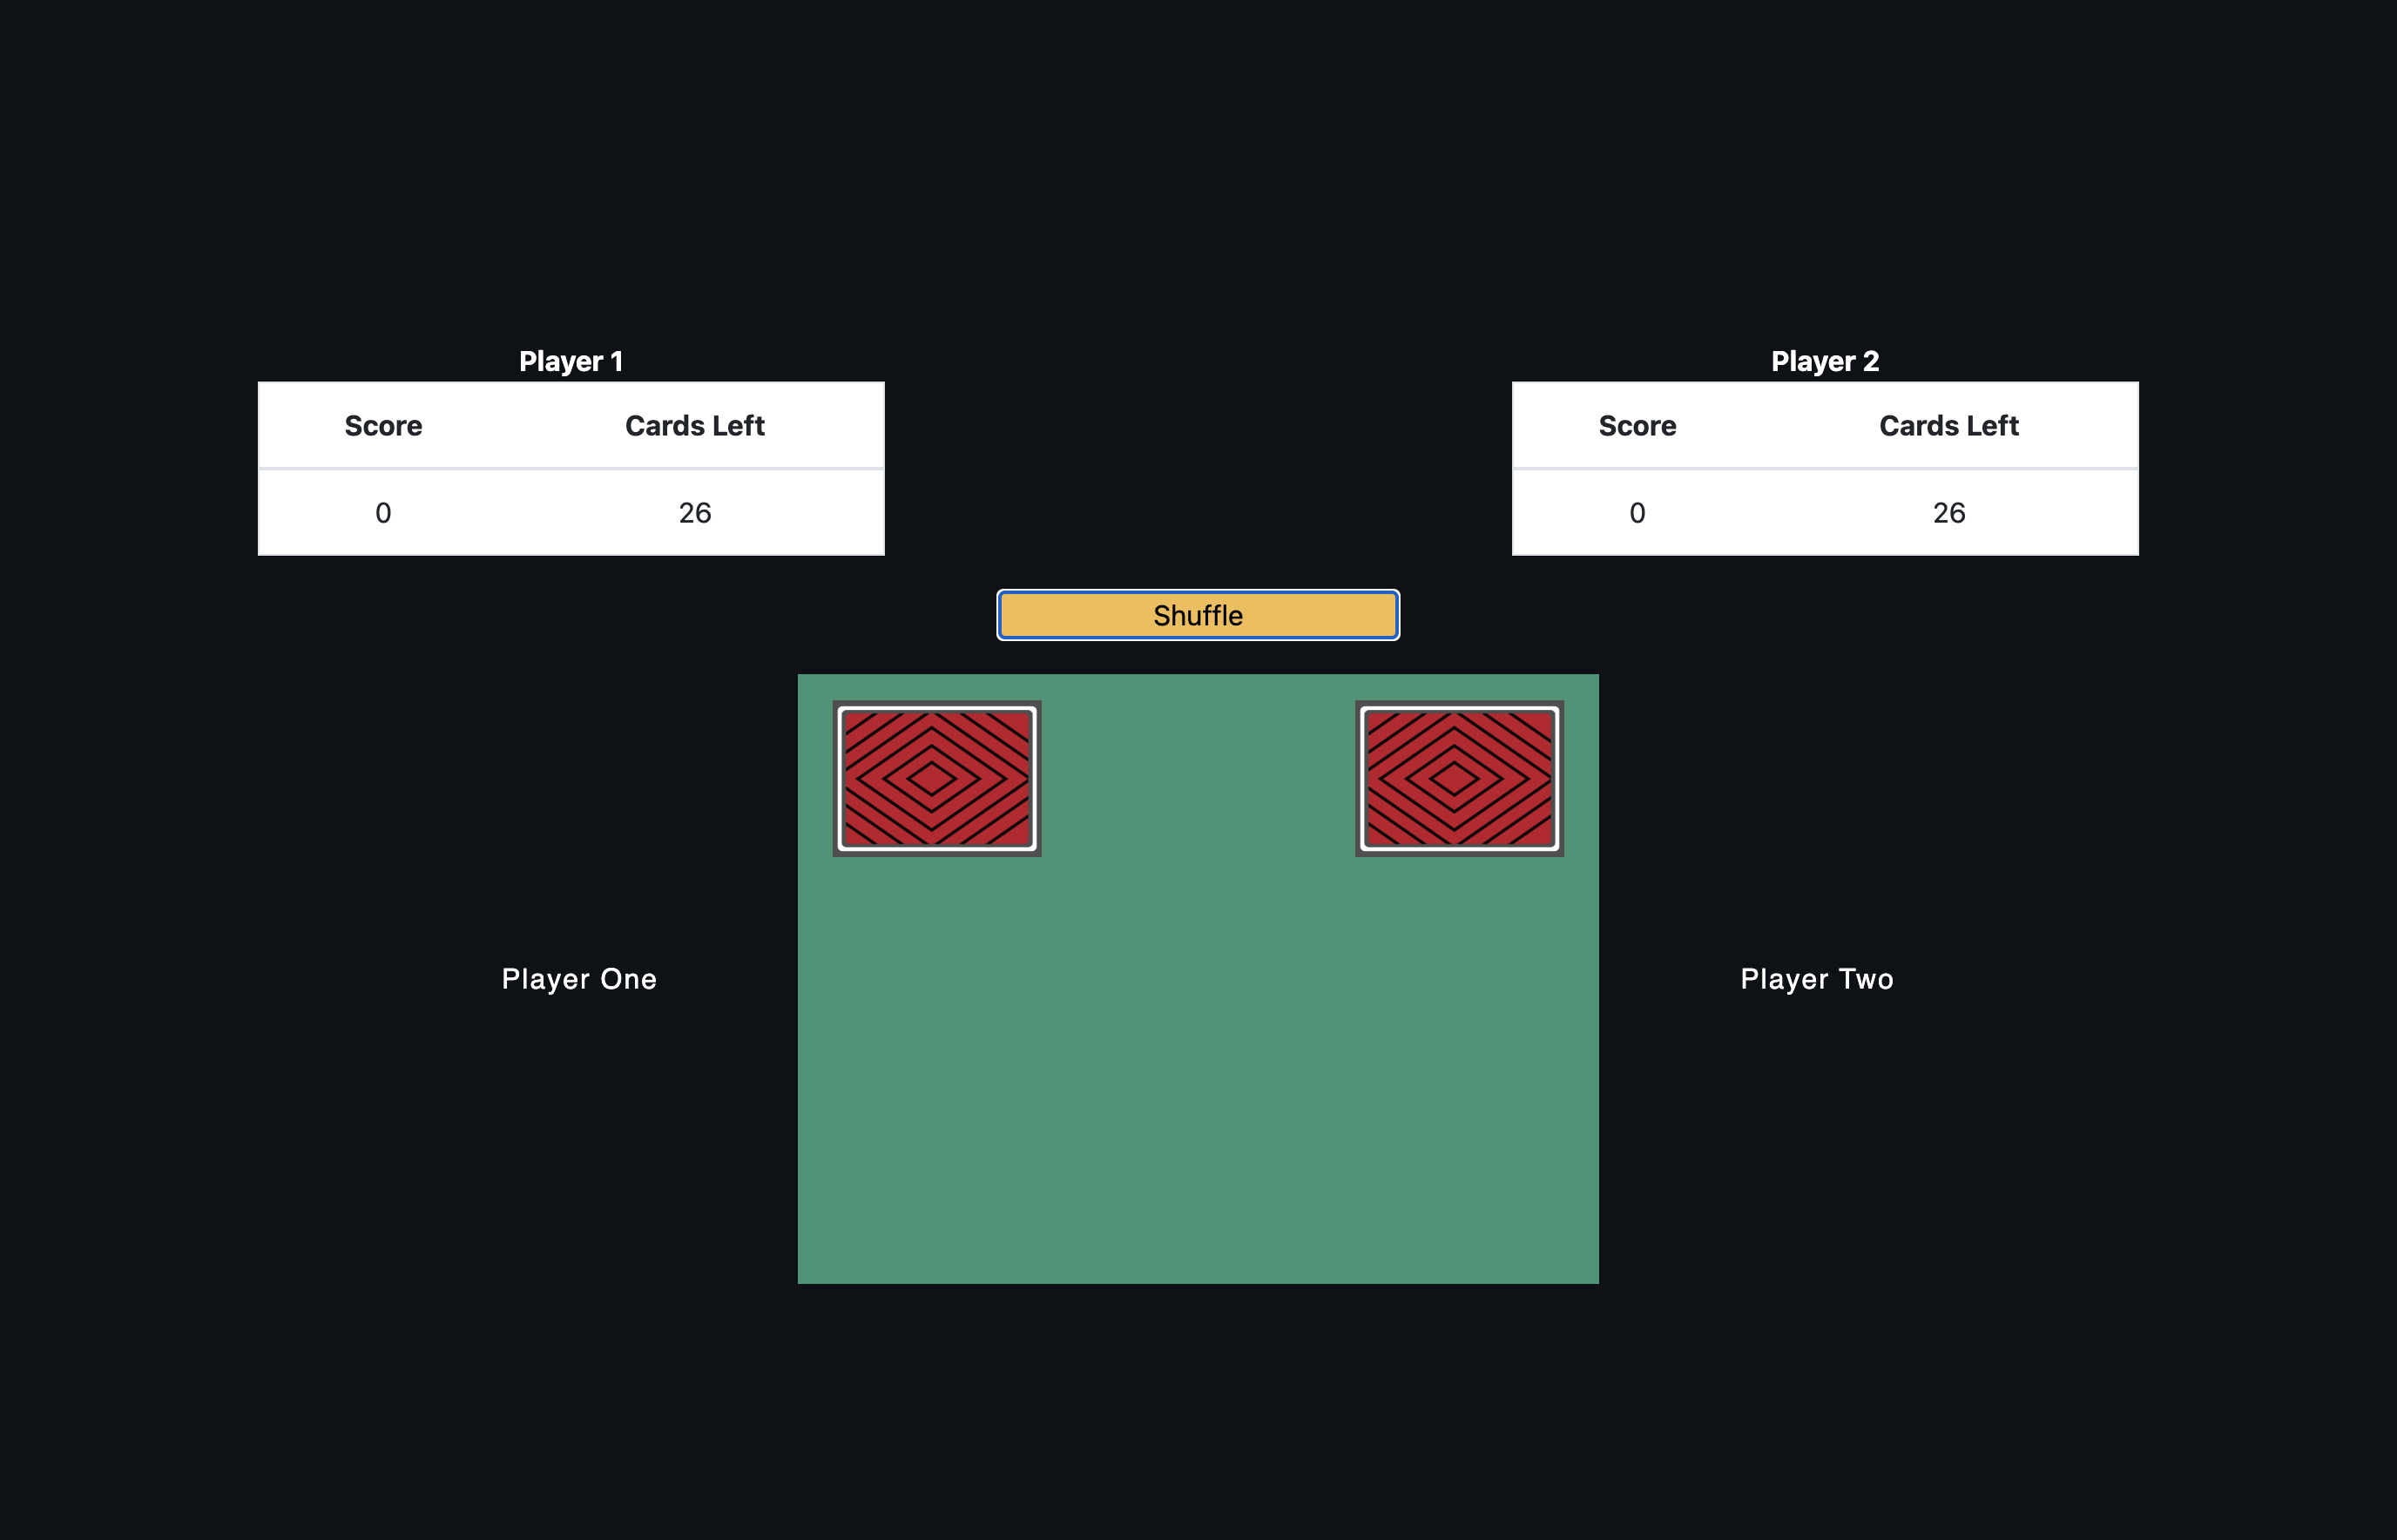 Player 1
Score Cards Left
0 26
Player 2
Score Cards Left
0 26
Shuffle
Player One
Player Two